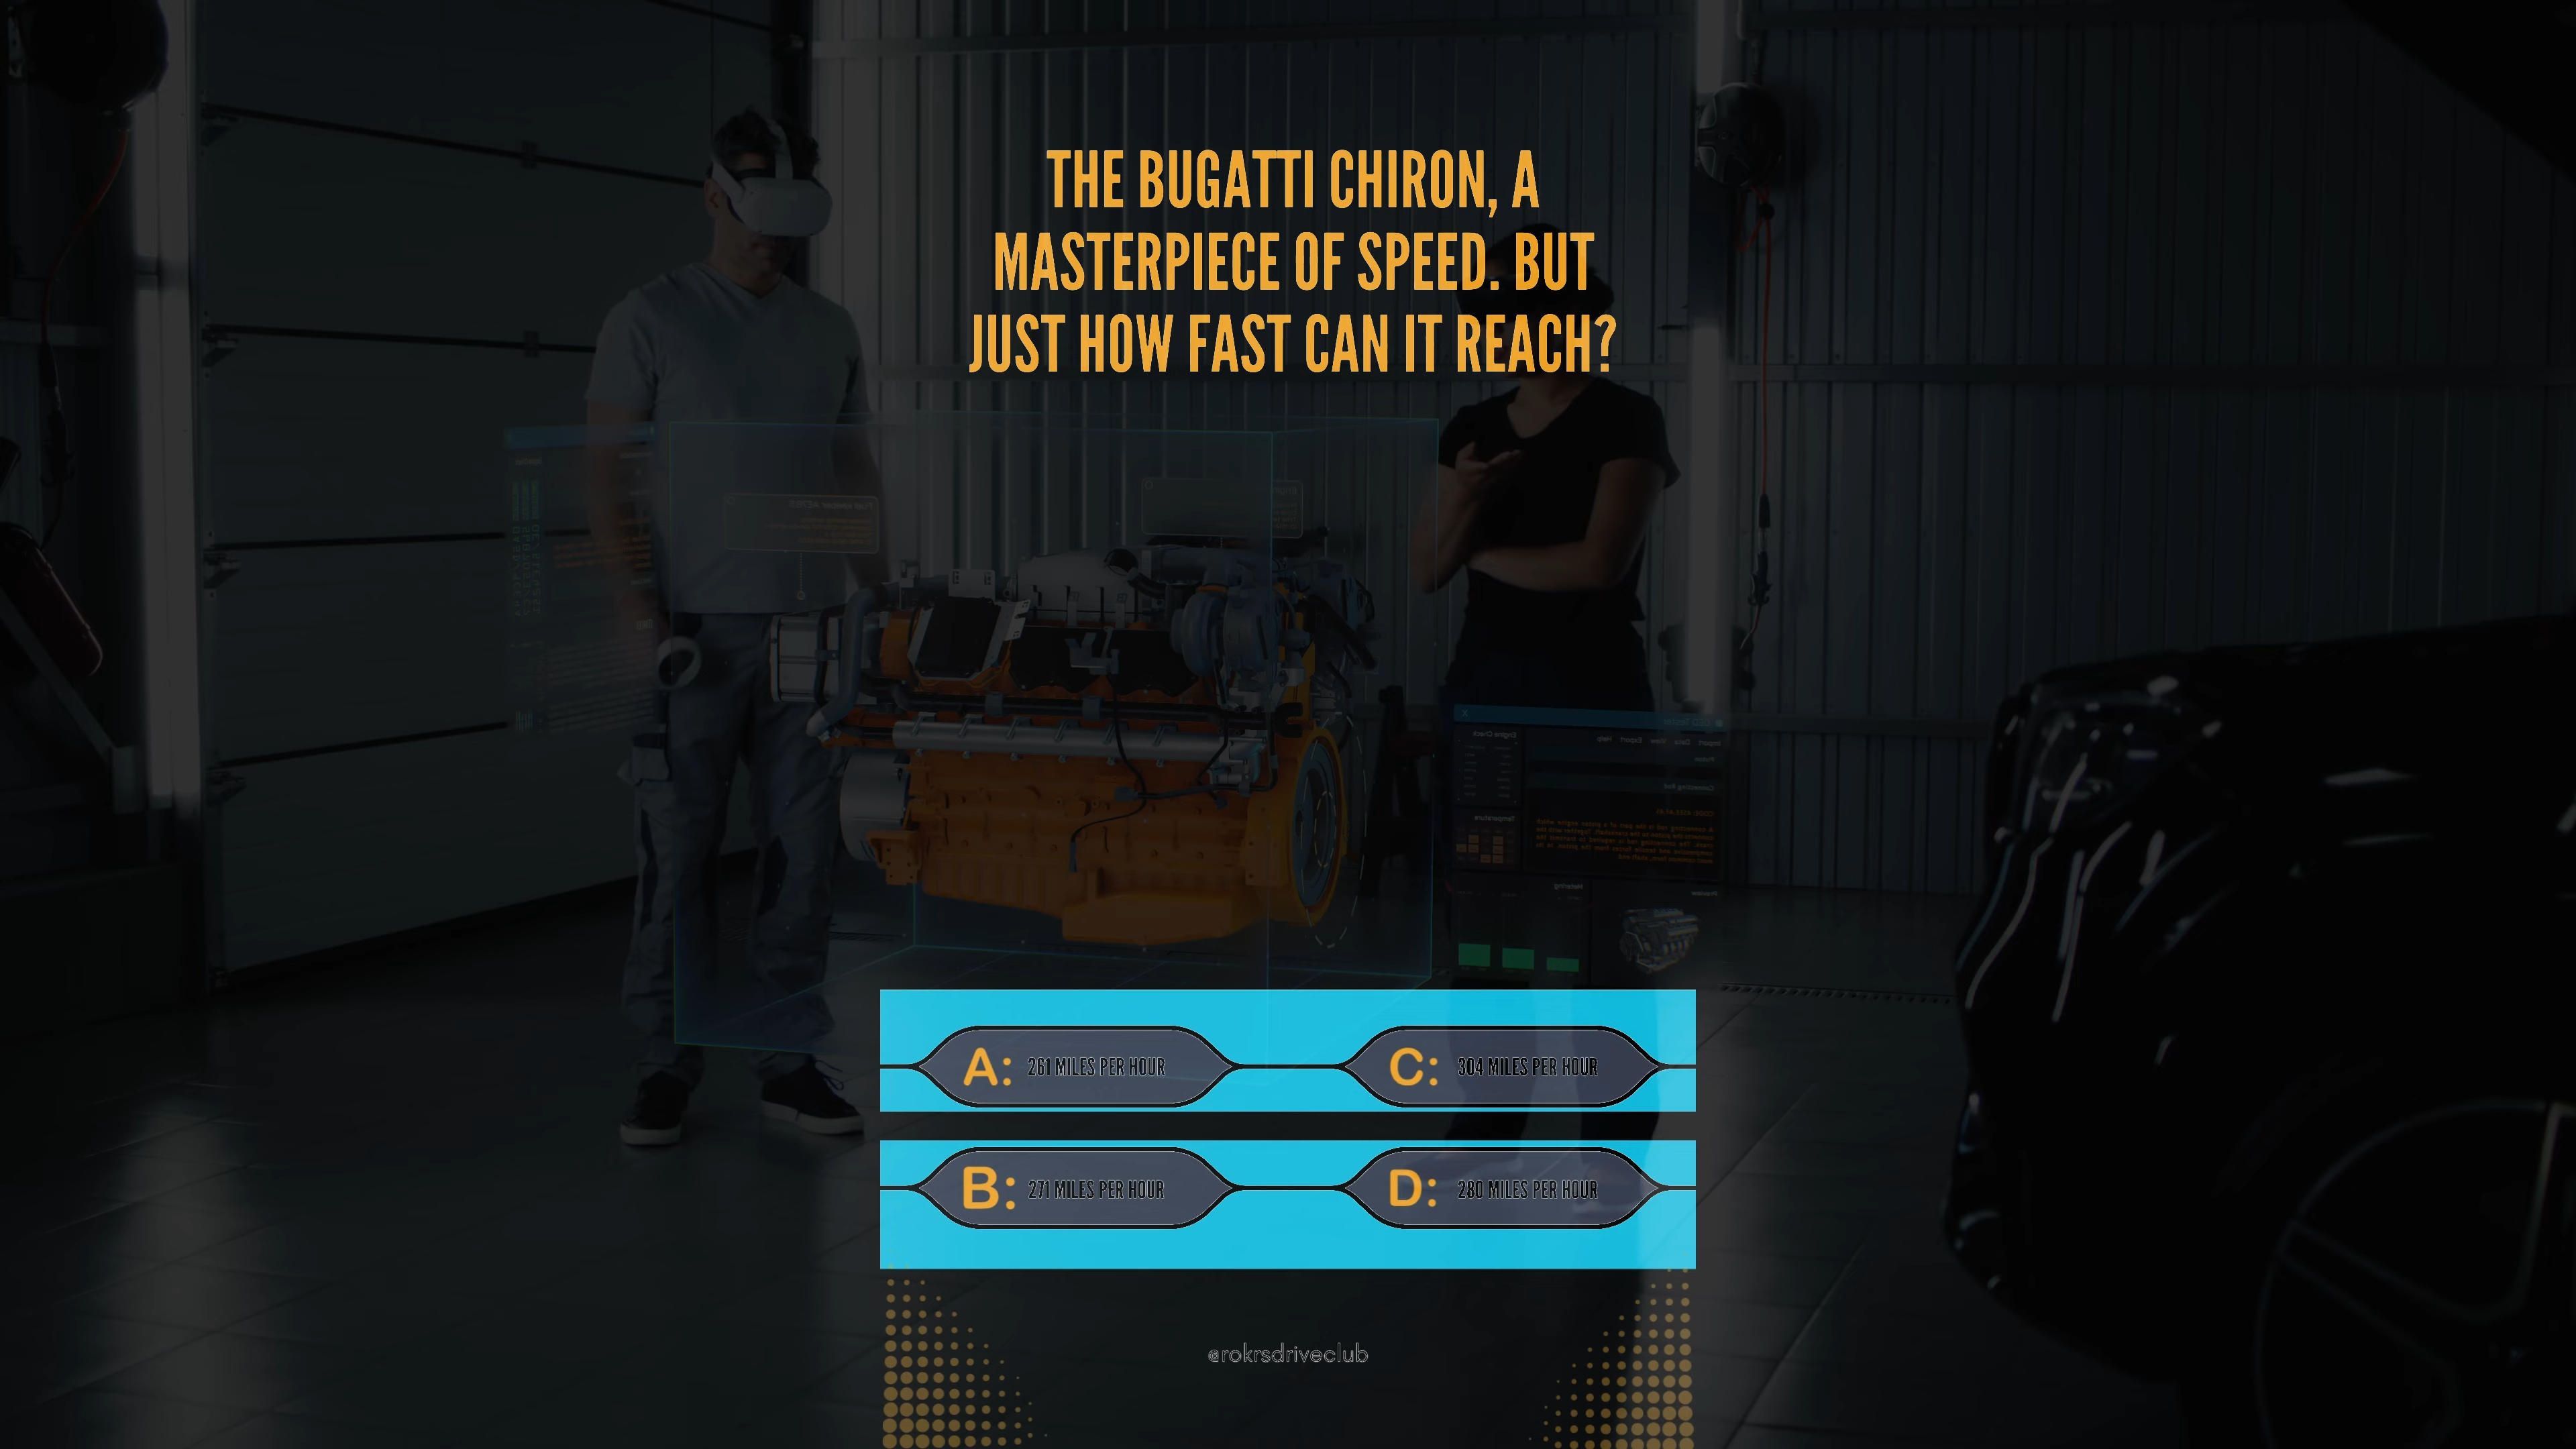 THE BUGATTI CHIRON, A
MASTERPIECE OF SPEED. BUT
JUST HOW FAST CAN IT REACH?
A: 261 MILES PER HOUR
C: 304 MILES PER HOUR
B: 271 MILES PER HOUR
D: 280 MILES PER HOUR
@rokrsdriveclub